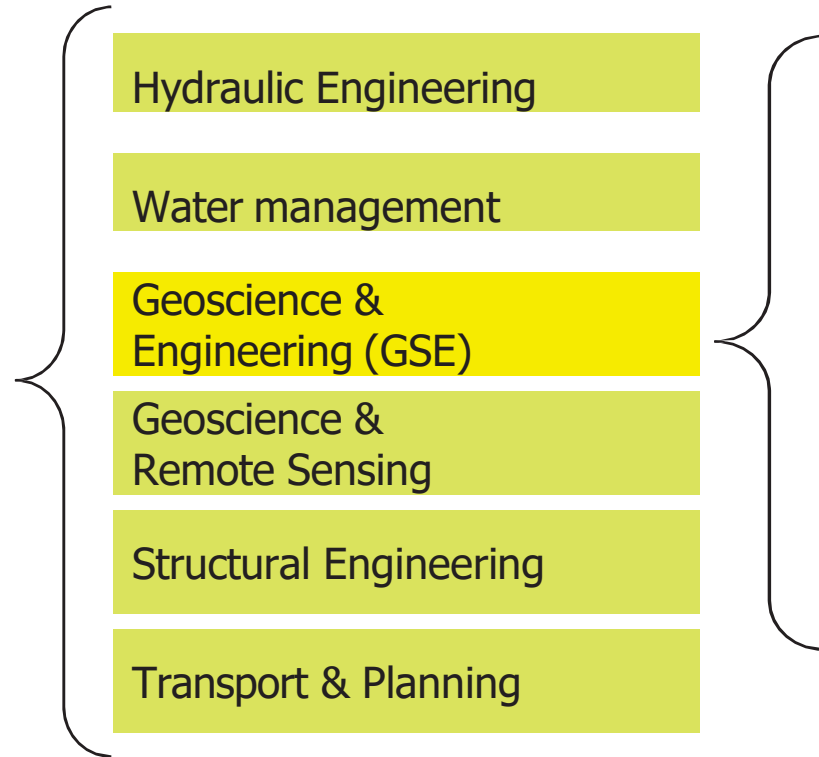 Hydraulic Engineering
Water management
Geoscience &
Engineering (GSE)
Geoscience &
Remote Sensing
Structural Engineering
Transport & Planning